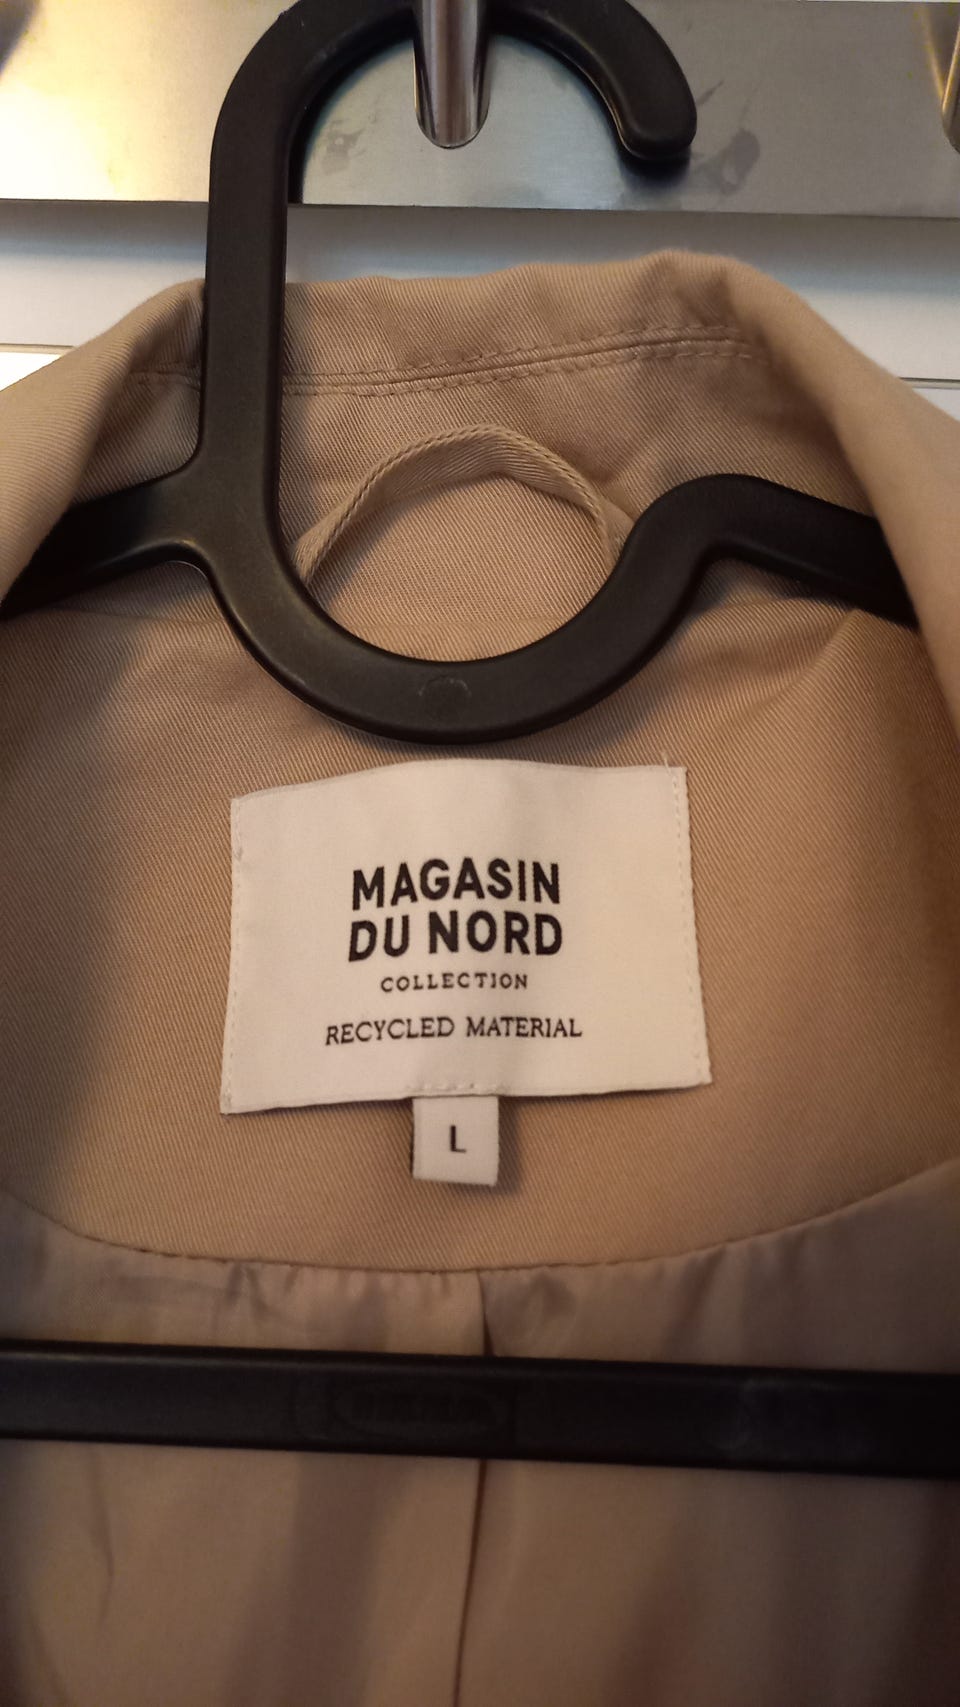 MAGASIN
DU NORD
COLLECTION
RECYCLED MATERIAL
L